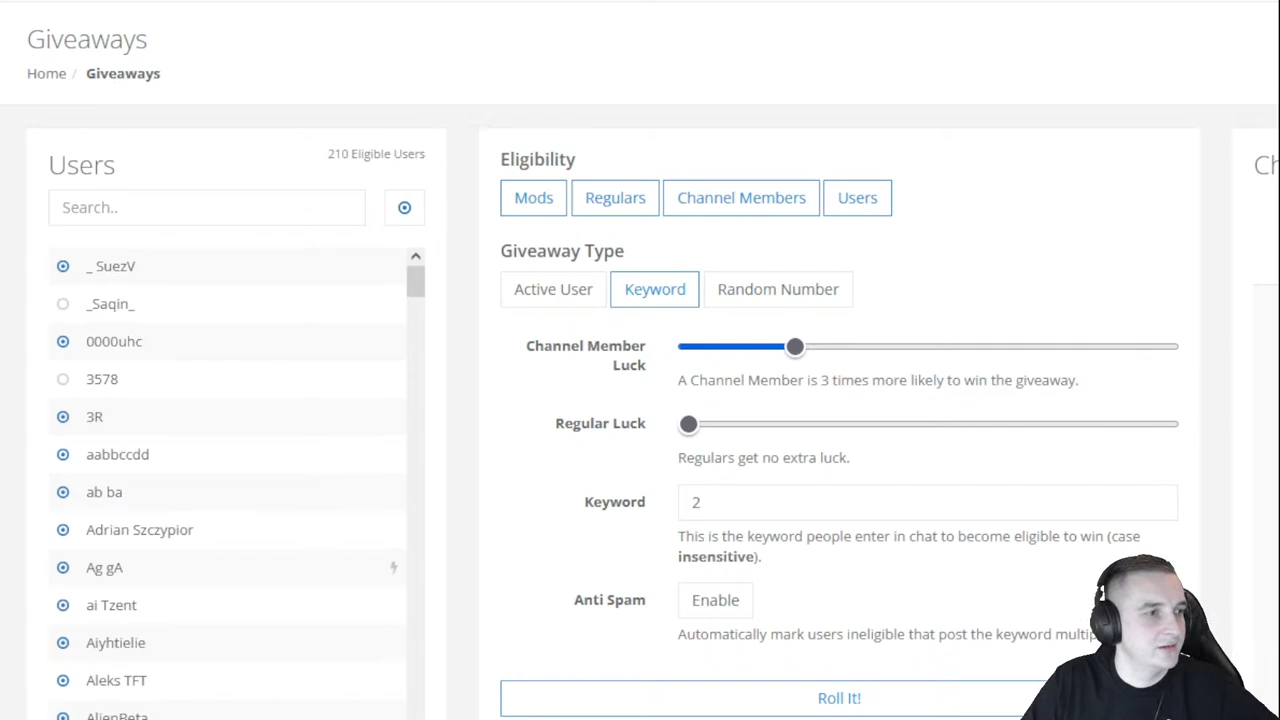 Giveaways
Home / Giveaways
Users
210 Eligible Users
Search..
_ SuezV
_Saqin_
0000uhc
3578
3R
aabbccdd
ab ba
Adrian Szczypior
Ag gA
ai Tzent
Aiyhtielie
Aleks TFT
AlienBeta
Eligibility
Mods Regulars Channel Members Users
Giveaway Type
Active User Keyword Random Number
Channel Member
Luck
A Channel Member is 3 times more likely to win the giveaway.
Regular Luck
Regulars get no extra luck.
Keyword
2
This is the keyword people enter in chat to become eligible to win (case
insensitive).
Anti Spam
Enable
Automatically mark users ineligible that post the keyword
Roll It!